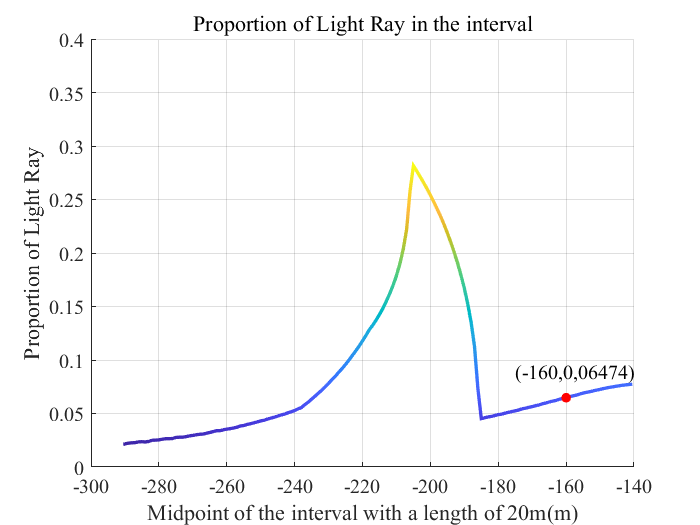 Proportion of Light Ray in the interval
0.4
0.35
0.3
0.25
0.2
0.15
0.1
0.05
0
Proportion of Light Ray
(-160,0,06474)
-300 -280 -260 -240 -220 -200 -180 -160 -140
Midpoint of the interval with a length of 20m(m)